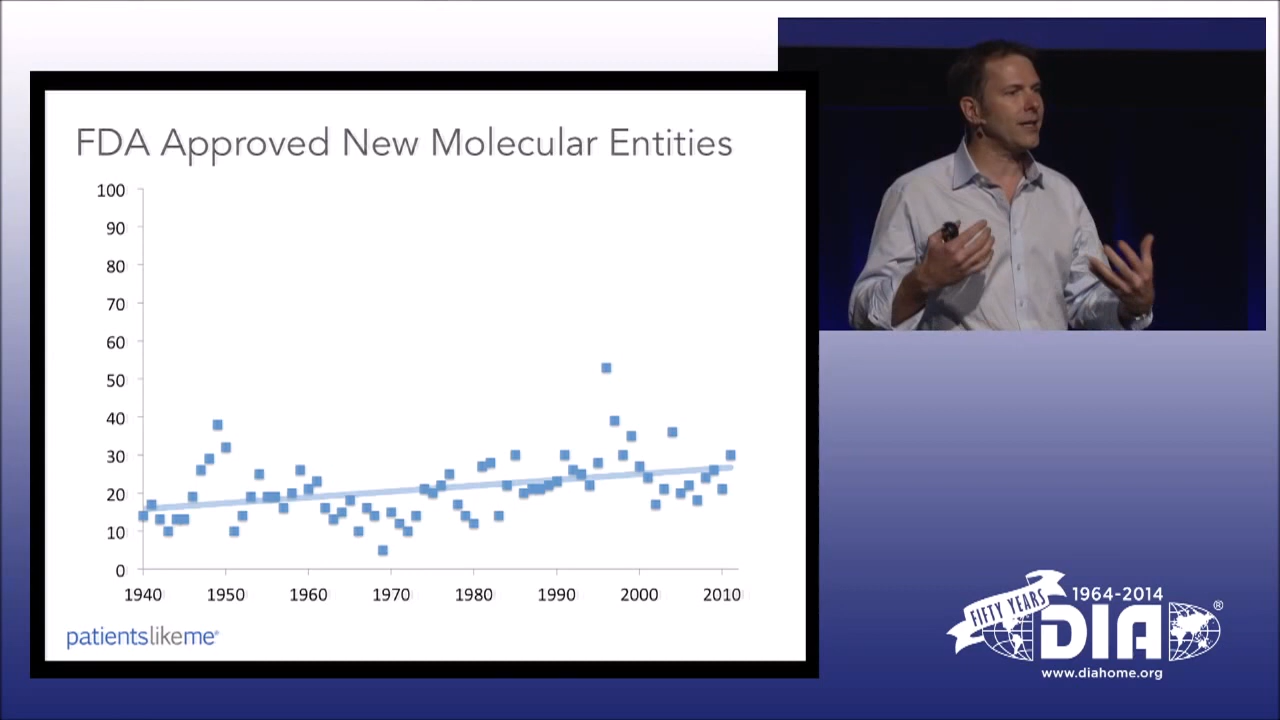 FDA Approved New Molecular Entities
100
90
80
70
60
50
40
30
20
10
0
1940 1950 1960 1970 1980 1990 2000 2010
patientslikeme®
FIFTY YEARS
1964-2014
DIA®
www.diahome.org